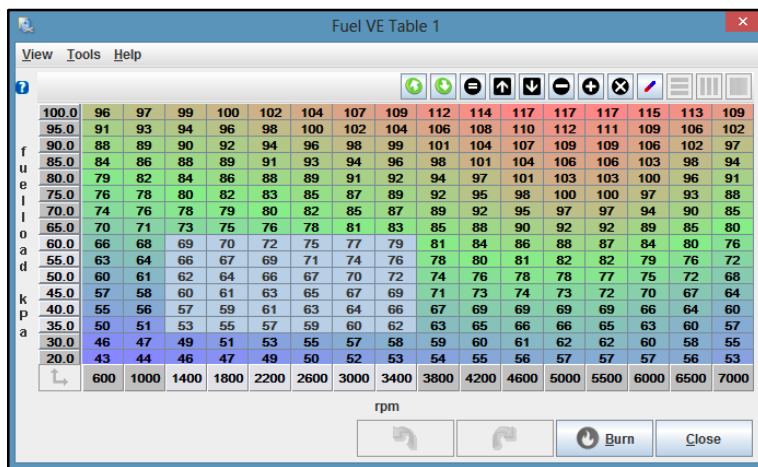 Fuel VE Table 1
View Tools Help
100.0 96 97 99 100 102 104 107 109 112 114 117 117 117 115 113 109
95.0 91 93 94 96 98 100 102 104 106 108 110 112 111 109 106 102
90.0 88 89 90 92 94 96 98 99 101 104 107 109 109 106 102 97
85.0 84 86 88 89 91 93 94 96 98 101 104 106 106 103 98 94
80.0 79 82 84 86 88 89 91 92 94 97 101 103 103 100 96 91
75.0 76 78 80 82 83 85 87 89 92 95 98 100 100 97 93 88
70.0 74 76 78 79 80 82 85 87 89 92 95 97 97 94 90 85
65.0 70 71 73 75 76 78 81 83 85 88 90 92 92 89 85 80
60.0 66 68 69 70 72 75 77 79 81 84 86 88 87 84 80 76
55.0 63 64 66 67 69 71 74 76 78 80 81 82 82 79 76 72
50.0 60 61 62 64 66 67 70 72 74 76 78 78 77 75 72 68
45.0 57 58 60 61 63 65 67 69 71 73 74 73 72 70 67 64
40.0 55 56 57 59 61 63 64 66 67 69 69 69 69 66 64 60
35.0 50 51 53 55 57 59 60 62 63 65 66 66 65 63 60 57
30.0 46 47 49 51 53 55 57 58 59 60 61 62 62 60 58 55
20.0 43 44 46 47 49 50 52 53 54 55 56 57 57 57 56 53
600 1000 1400 1800 2200 2600 3000 3400 3800 4200 4600 5000 5500 6000 6500 7000
fuelload kPa
rpm
Burn Close